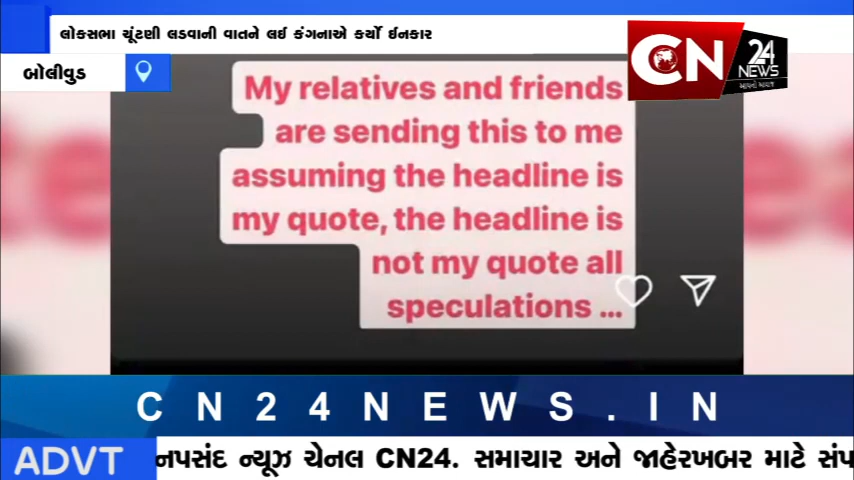 લોકસભા ચૂંટણી લડવાની વાતને લઈ કંગનાએ કર્યો ઈનકાર
બોલીવુડ
CN
24
NEWS
My relatives and friends
are sending this to me
assuming the headline is
my quote, the headline is
not my quote all
speculations ...
CN24NEWS.IN
ADVT
નપસંદ ન્યૂઝ ચેનલ CN24. સમાચાર અને જાહેરખબર માટે સંપ